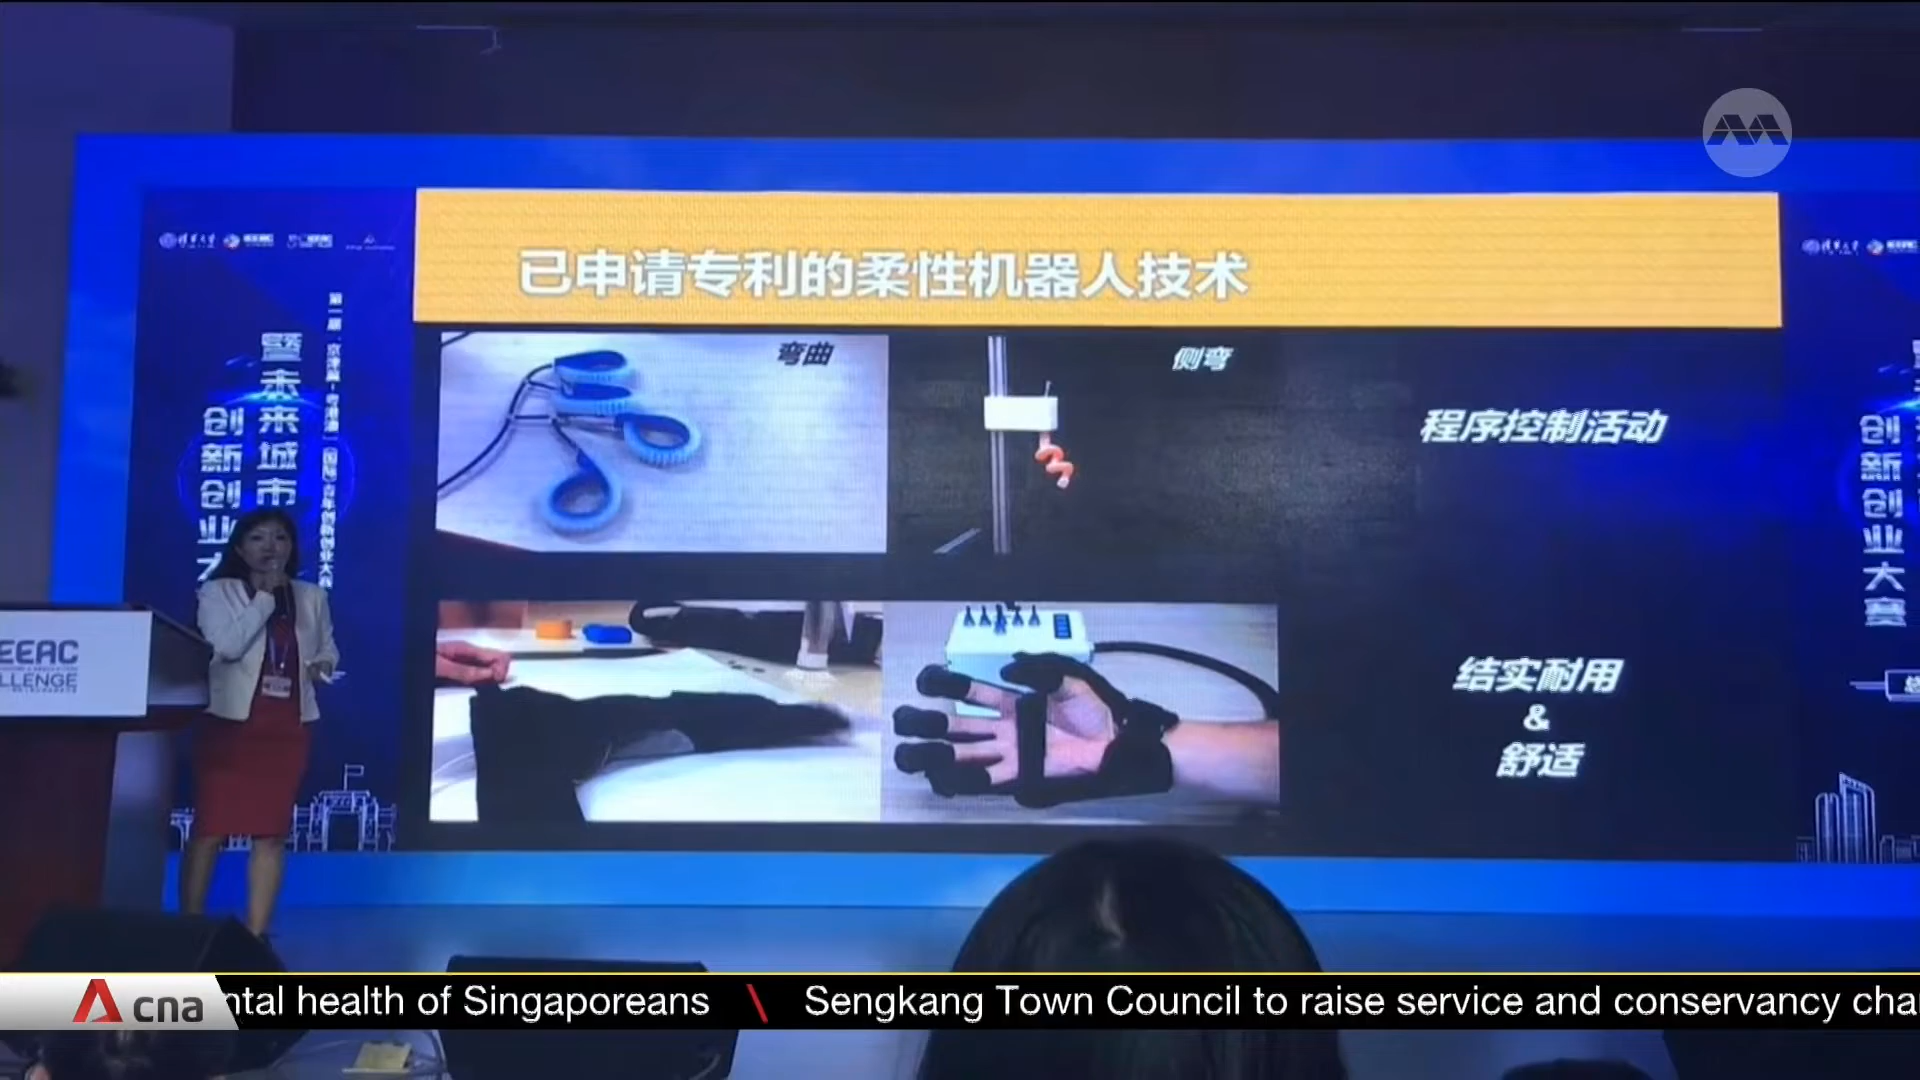 已申请专利的柔性机器人技术
弯曲
侧弯
程序控制活动
结实耐用
&
舒适
暨未来城市
创新创业大
创新创业大赛
EEAC
LLENGE
cna
ntal health of Singaporeans \ Sengkang Town Council to raise service and conservancy cha